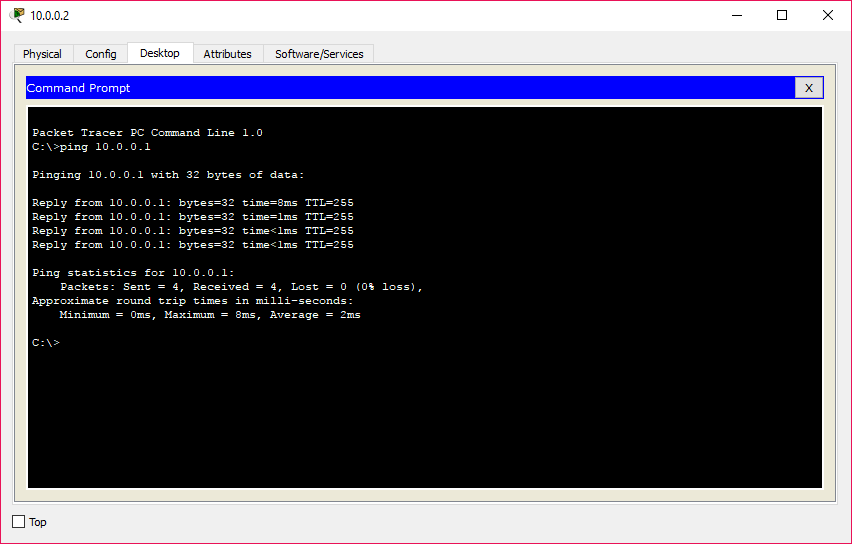 10.0.0.2
Physical Config Desktop Attributes Software/Services
Command Prompt X
Packet Tracer PC Command Line 1.0
C:\>ping 10.0.0.1
Pinging 10.0.0.1 with 32 bytes of data:
Reply from 10.0.0.1: bytes=32 time=8ms TTL=255
Reply from 10.0.0.1: bytes=32 time=1ms TTL=255
Reply from 10.0.0.1: bytes=32 time<1ms TTL=255
Reply from 10.0.0.1: bytes=32 time<1ms TTL=255
Ping statistics for 10.0.0.1:
Packets: Sent = 4, Received = 4, Lost = 0 (0% loss),
Approximate round trip times in milli-seconds:
Minimum = 0ms, Maximum = 8ms, Average = 2ms
C:\>
Top